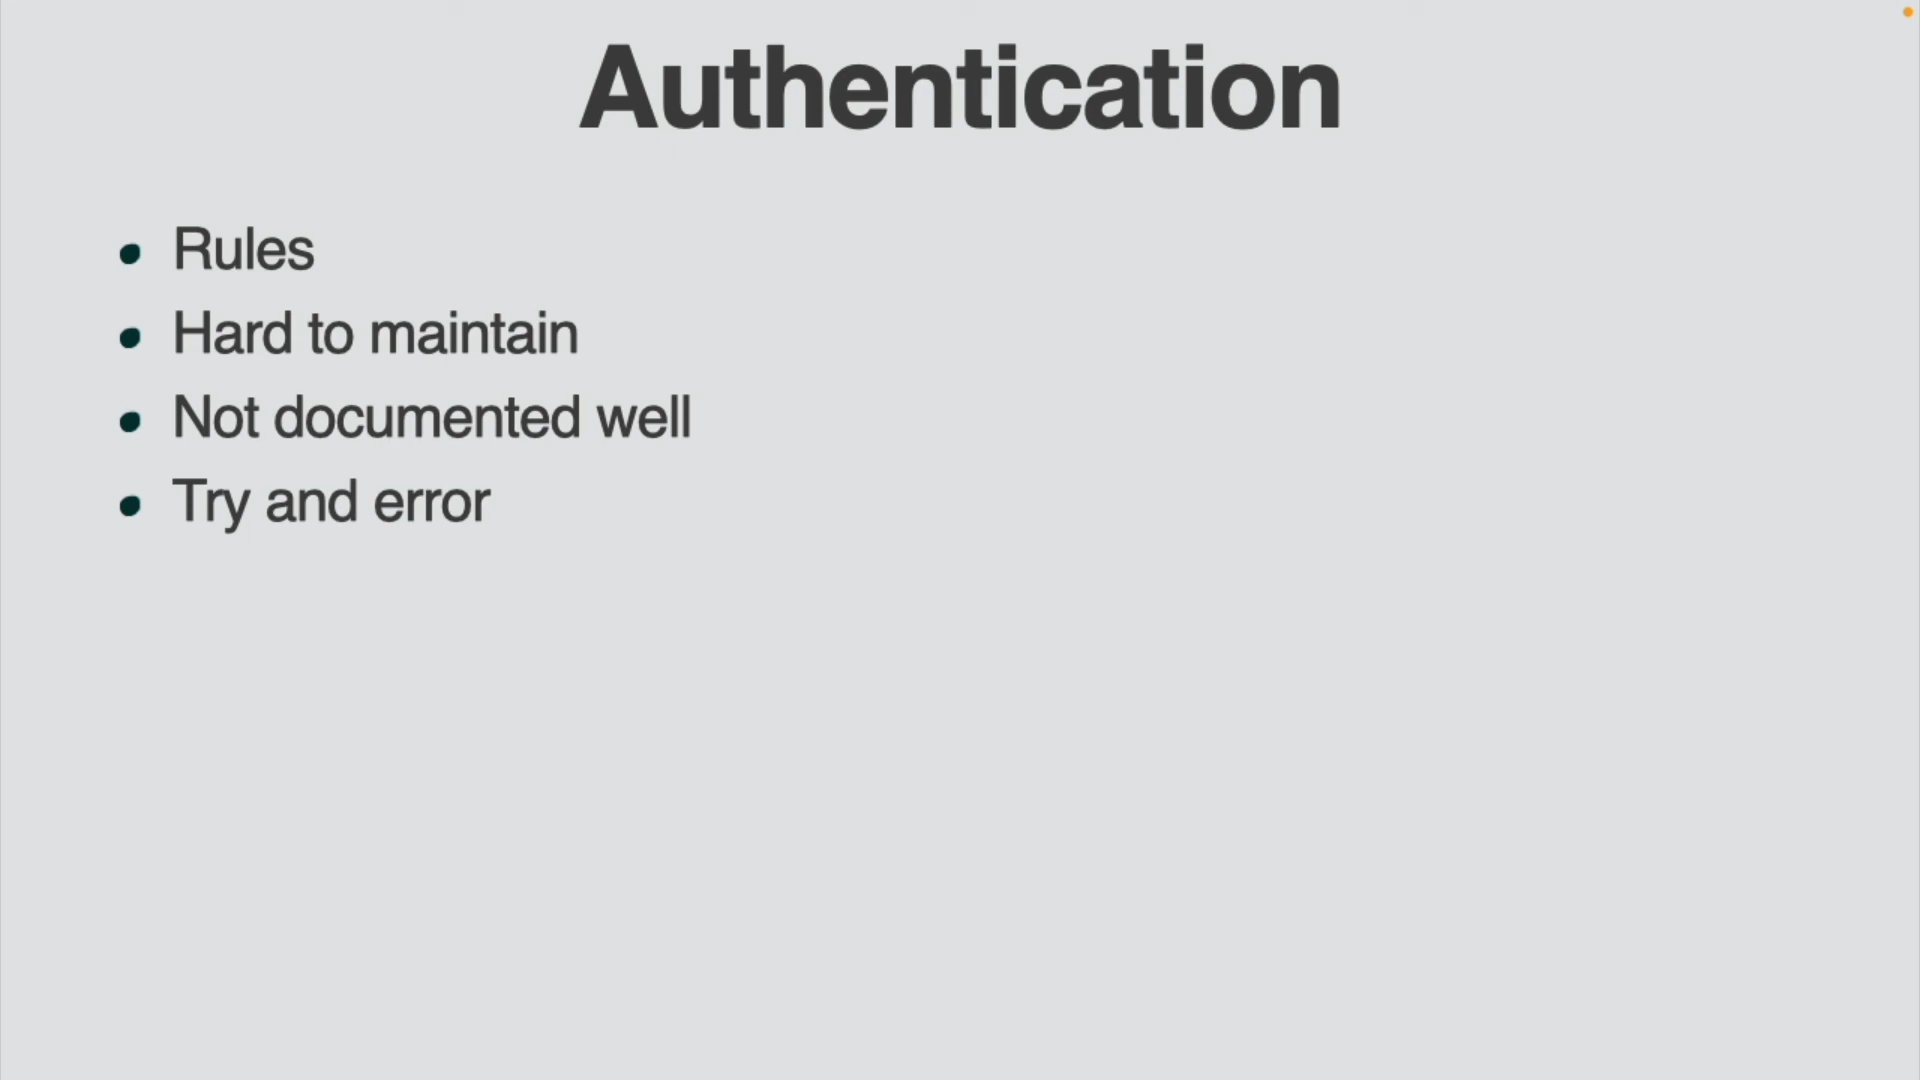 Authentication
Rules
Hard to maintain
Not documented well
Try and error